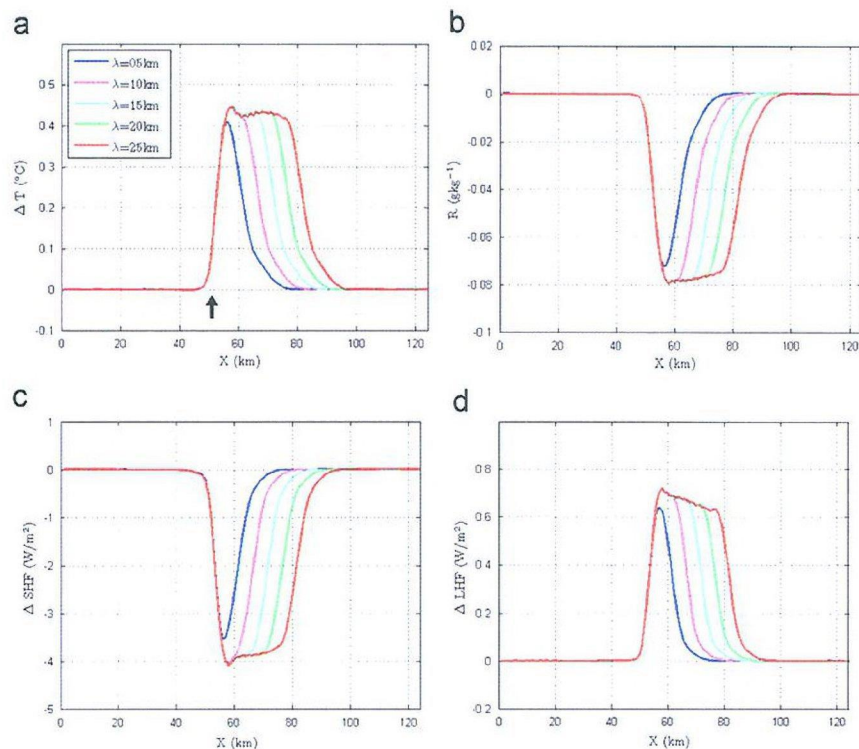 a
0.6
0.5
0.4
0.3
0.2
0.1
0
-0.1
Δ T (°C)
λ=05km
λ=10km
λ=15km
λ=20km
λ=25km
0 20 40 60 80 100 120
X (km)
b
0.02
0
-0.02
-0.04
-0.06
-0.08
-0.1
R (gkg⁻¹)
0 20 40 60 80 100 120
X (km)
c
1
0
-1
-2
-3
-4
-5
Δ SHF (W/m²)
0 20 40 60 80 100 120
X (km)
d
0.8
0.6
0.4
0.2
0
-0.2
Δ LHF (W/m²)
0 20 40 60 80 100 120
X (km)